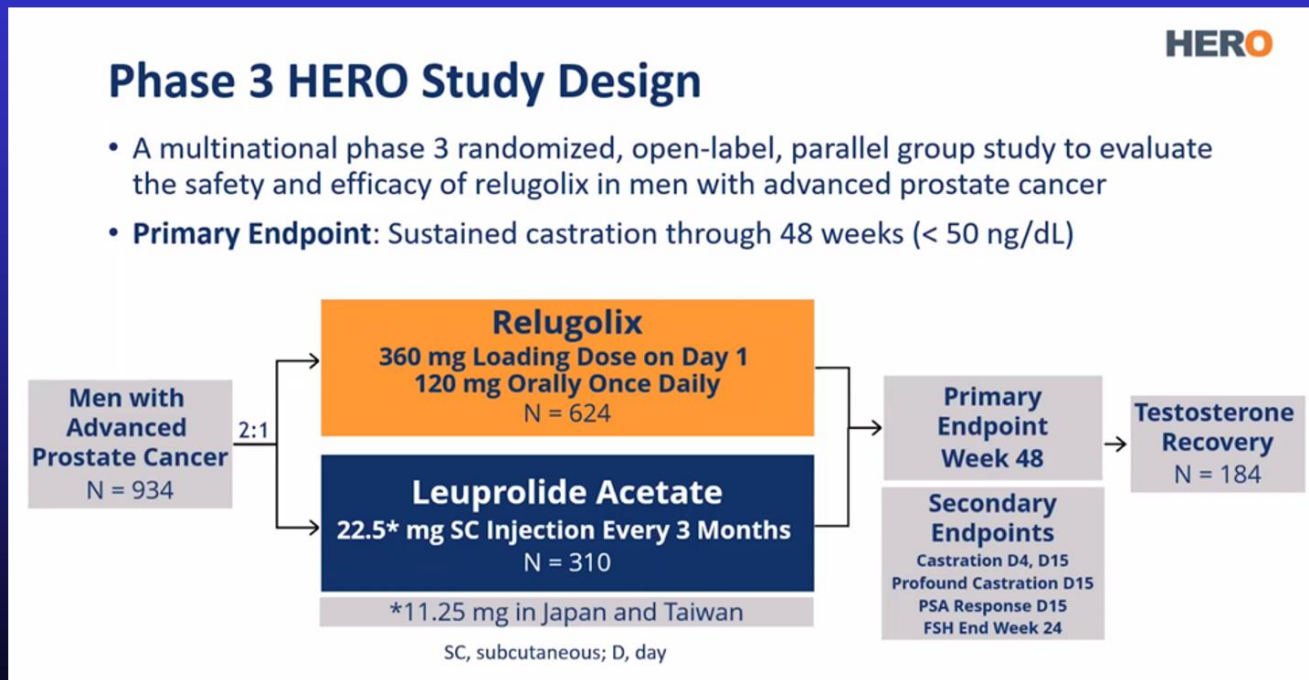 HERO
Phase 3 HERO Study Design
• A multinational phase 3 randomized, open-label, parallel group study to evaluate
the safety and efficacy of relugolix in men with advanced prostate cancer
• Primary Endpoint: Sustained castration through 48 weeks (< 50 ng/dL)
Men with
Advanced
Prostate Cancer
N = 934
2:1
Relugolix
360 mg Loading Dose on Day 1
120 mg Orally Once Daily
N = 624
Leuprolide Acetate
22.5* mg SC Injection Every 3 Months
N = 310
*11.25 mg in Japan and Taiwan
SC, subcutaneous; D, day
Primary
Endpoint
Week 48
Secondary
Endpoints
Castration D4, D15
Profound Castration D15
PSA Response D15
FSH End Week 24
Testosterone
Recovery
N = 184